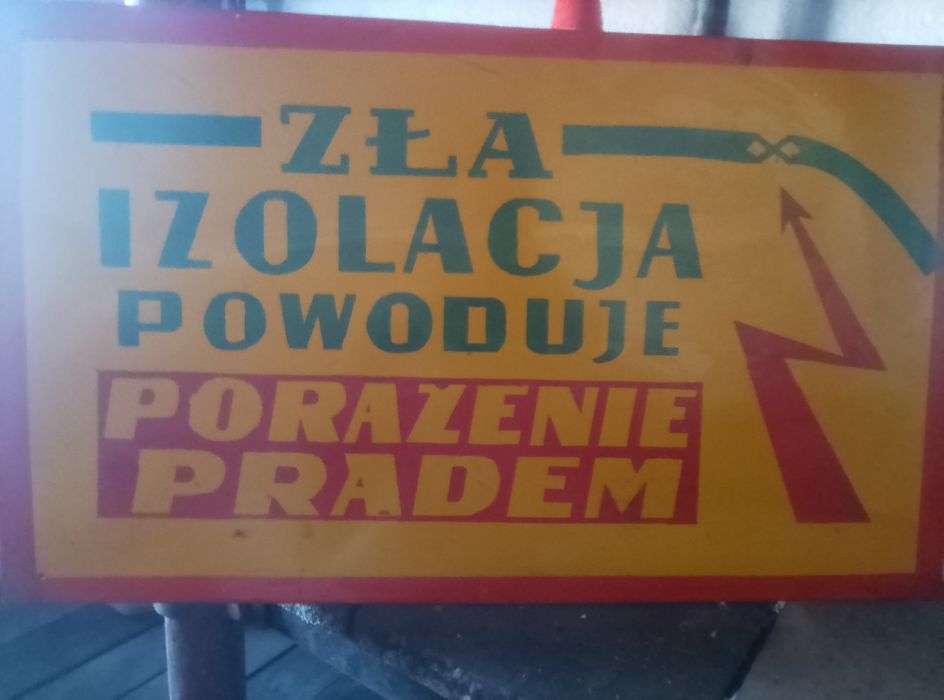 ZŁA
IZOLACJA
POWODUJE
PORAŻENIE
PRĄDEM